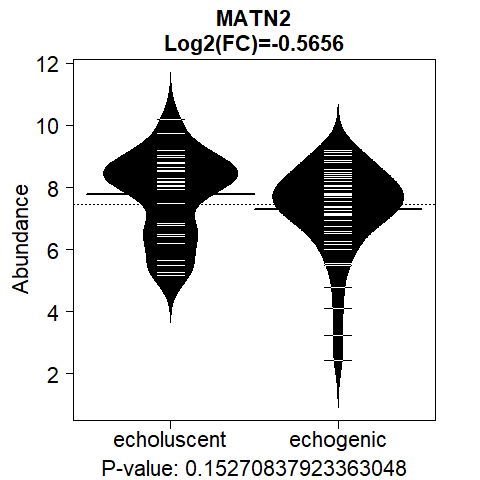 MATN2
Log2(FC)=-0.5656
12
10
8
6
4
2
Abundance
echoluscent echogenic
P-value: 0.15270837923363048